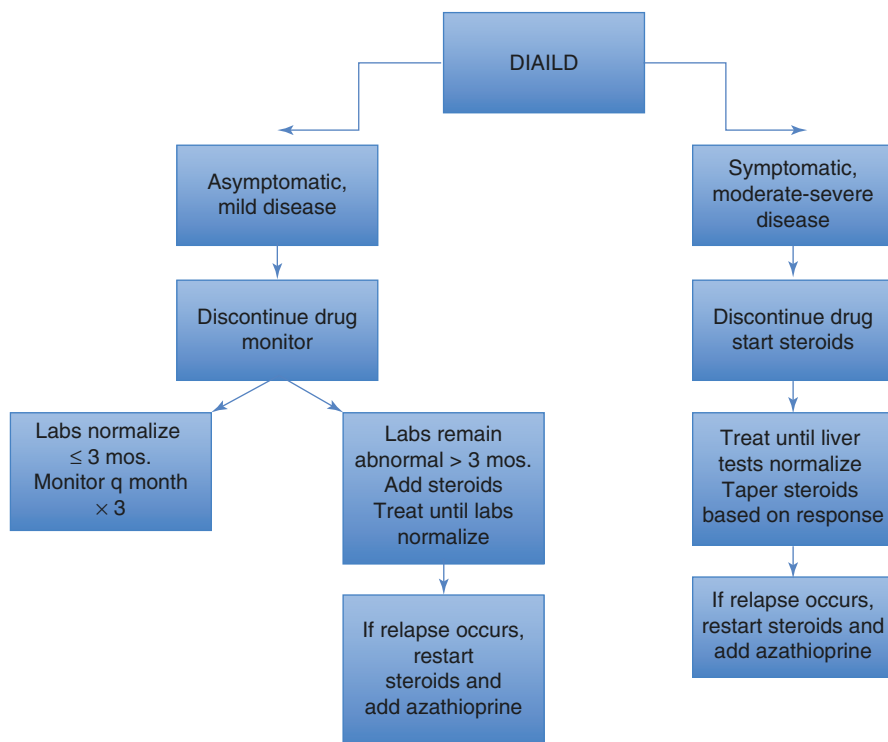 DIAILD
Asymptomatic,
mild disease
Symptomatic,
moderate-severe
disease
Discontinue drug
monitor
Discontinue drug
start steroids
Labs normalize
≤ 3 mos.
Monitor q month
× 3
Labs remain
abnormal > 3 mos.
Add steroids
Treat until labs
normalize
Treat until liver
tests normalize
Taper steroids
based on response
If relapse occurs,
restart
steroids and
add azathioprine
If relapse occurs,
restart steroids and
add azathioprine